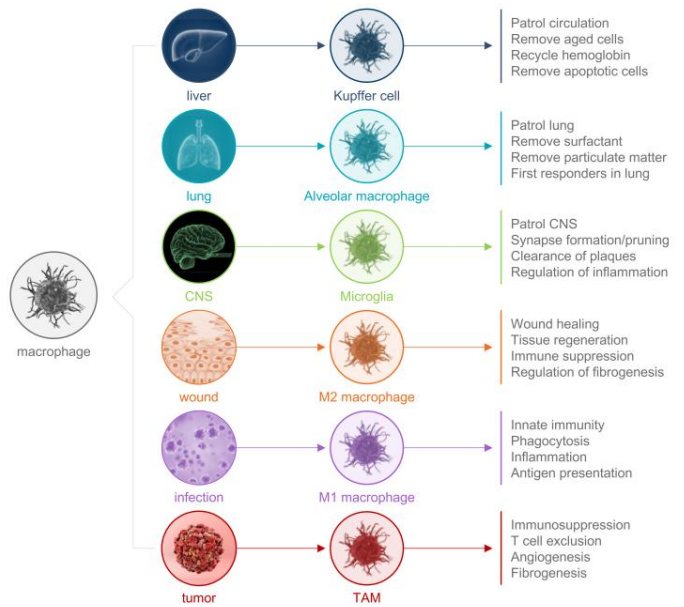 Patrol circulation
Remove aged cells
Recycle hemoglobin
Remove apoptotic cells
liver
Kupffer cell
Patrol lung
Remove surfactant
Remove particulate matter
First responders in lung
lung
Alveolar macrophage
Patrol CNS
Synapse formation/pruning
Clearance of plaques
Regulation of inflammation
CNS
Microglia
macrophage
Wound healing
Tissue regeneration
Immune suppression
Regulation of fibrogenesis
wound
M2 macrophage
Innate immunity
Phagocytosis
Inflammation
Antigen presentation
infection
M1 macrophage
Immunosuppression
T cell exclusion
Angiogenesis
Fibrogenesis
tumor
TAM